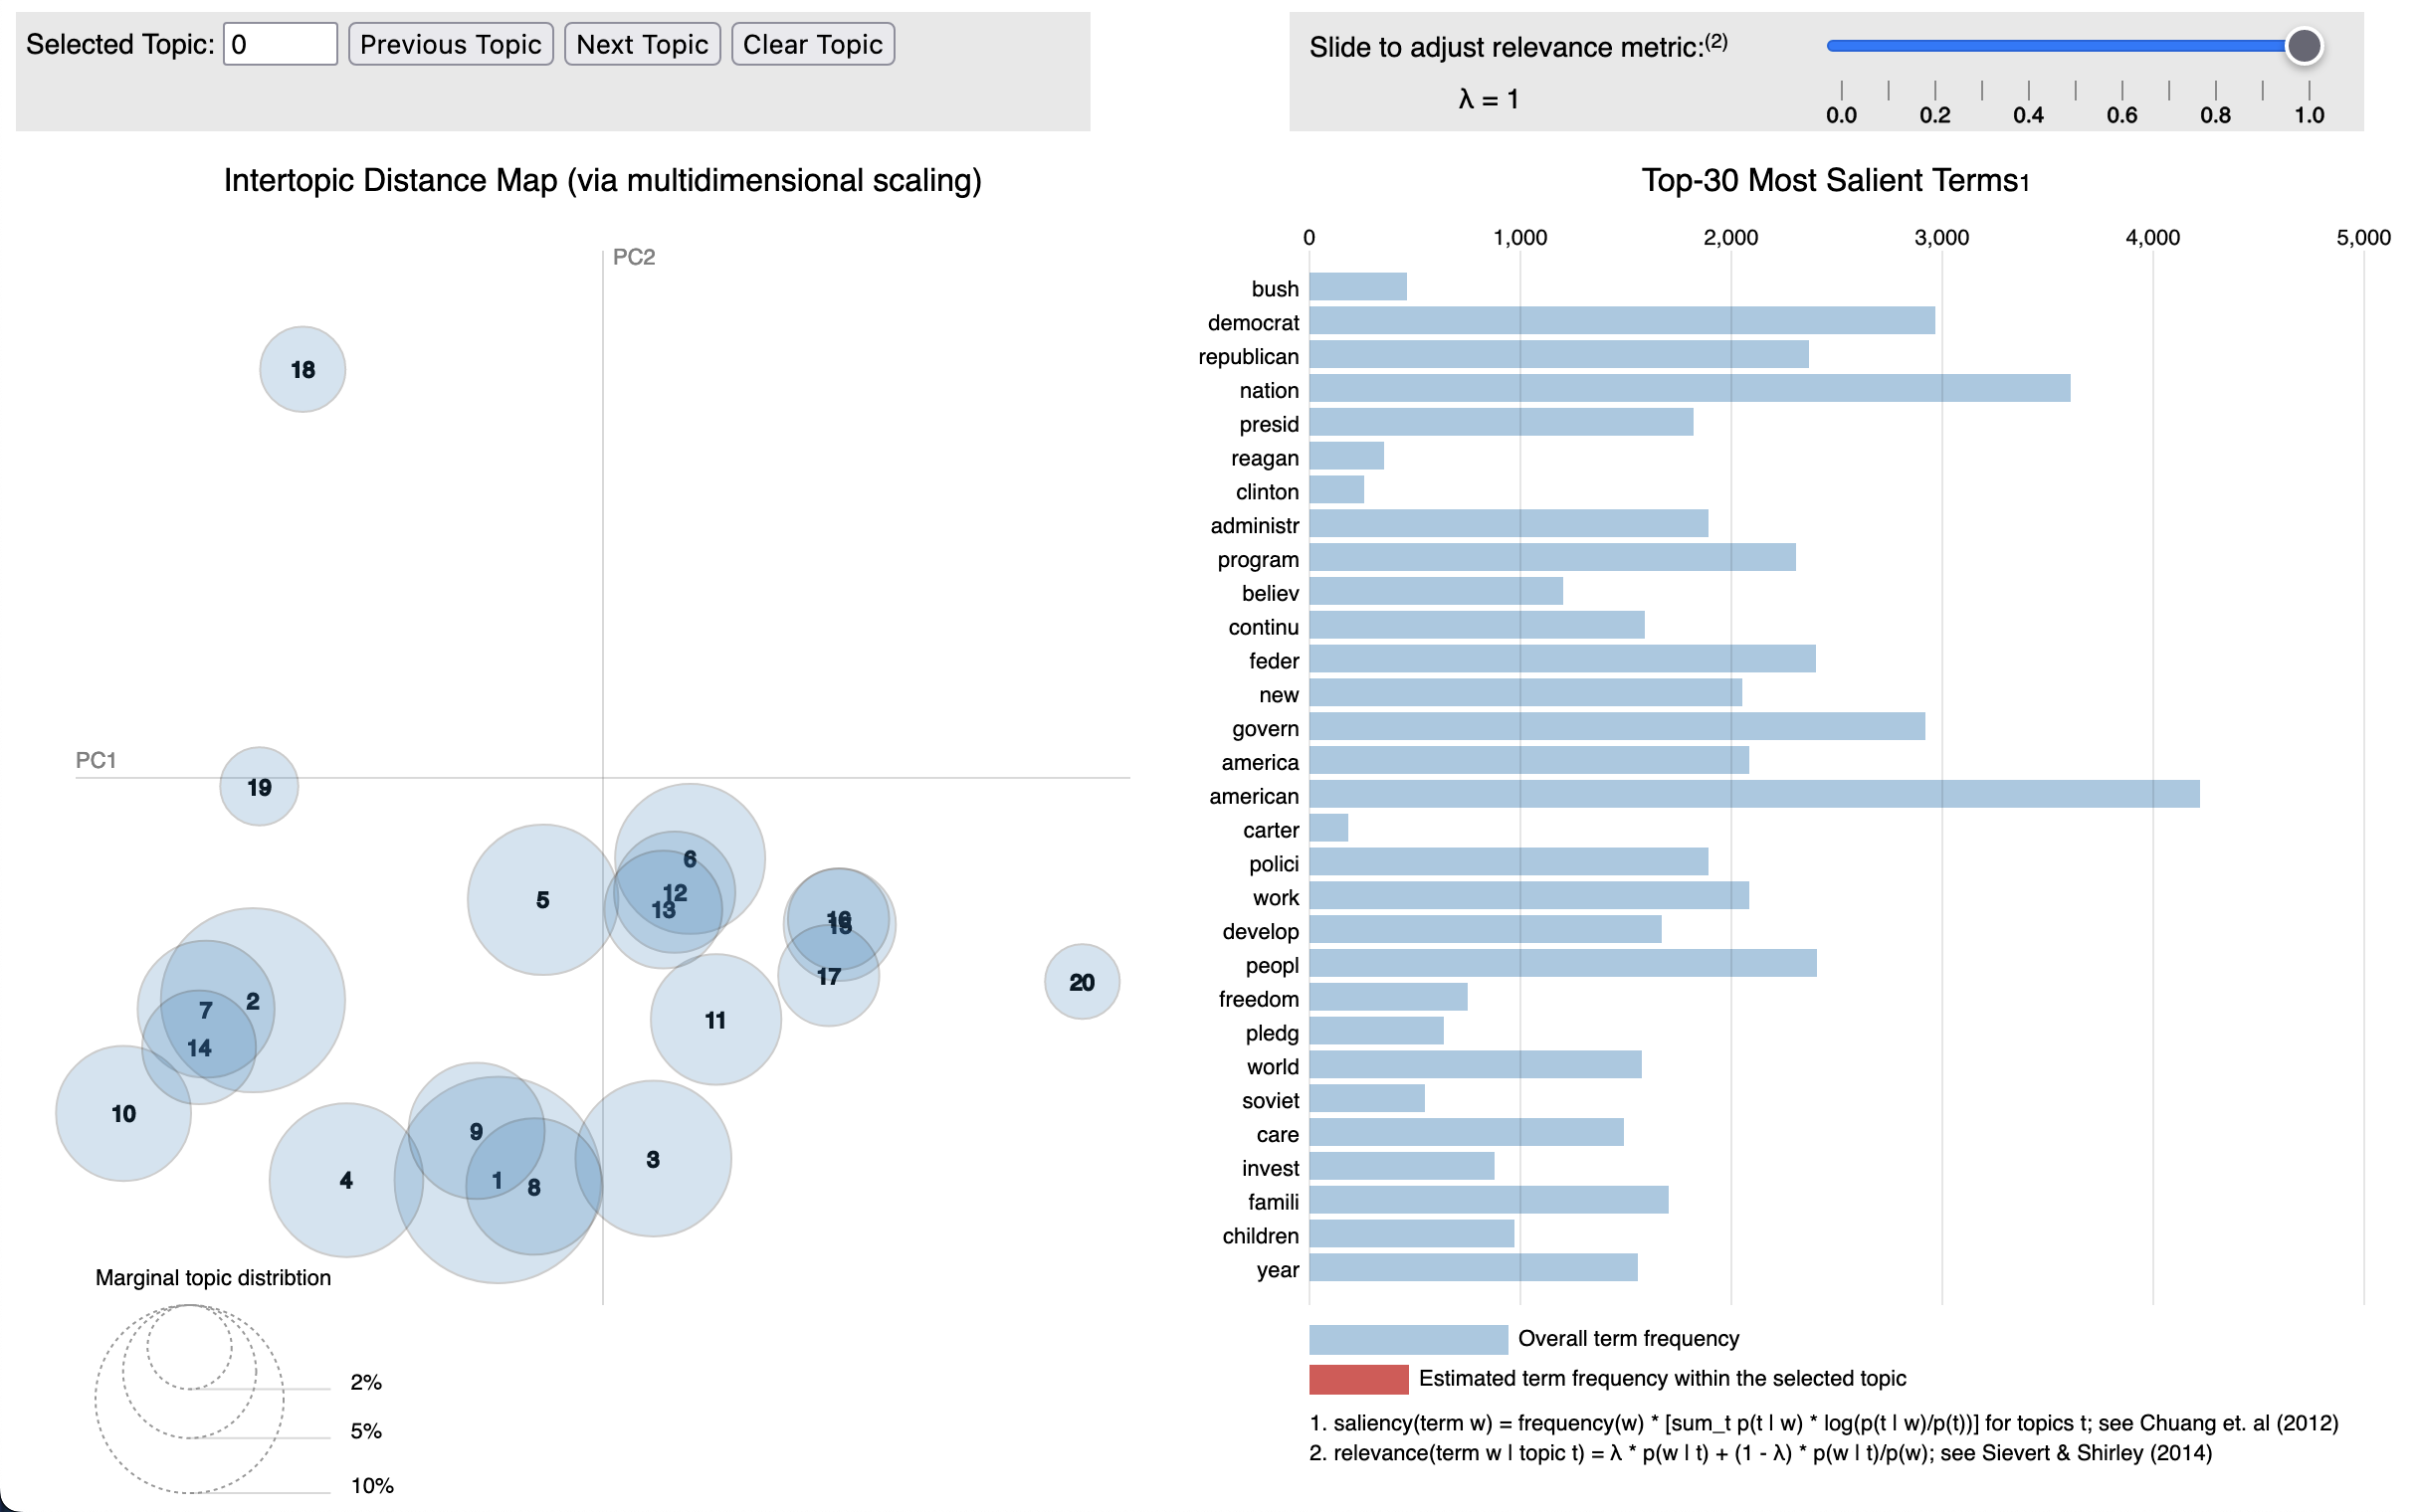 Selected Topic: 0 Previous Topic Next Topic Clear Topic
Slide to adjust relevance metric:(2)
λ = 1
0.0 0.2 0.4 0.6 0.8 1.0
Intertopic Distance Map (via multidimensional scaling)
PC2
PC1
18
19
6
5
12
13
16
15
17
20
2
7
11
14
10
9
3
4
1
8
Marginal topic distribtion
2%
5%
10%
Top-30 Most Salient Terms1
0 1,000 2,000 3,000 4,000 5,000
bush
democrat
republican
nation
presid
reagan
clinton
administr
program
believ
continu
feder
new
govern
america
american
carter
polici
work
develop
peopl
freedom
pledg
world
soviet
care
invest
famili
children
year
Overall term frequency
Estimated term frequency within the selected topic
1. saliency(term w) = frequency(w) * [sum_t p(t | w) * log(p(t | w)/p(t))] for topics t; see Chuang et. al (2012)
2. relevance(term w | topic t) = λ * p(w | t) + (1 - λ) * p(w | t)/p(w); see Sievert & Shirley (2014)